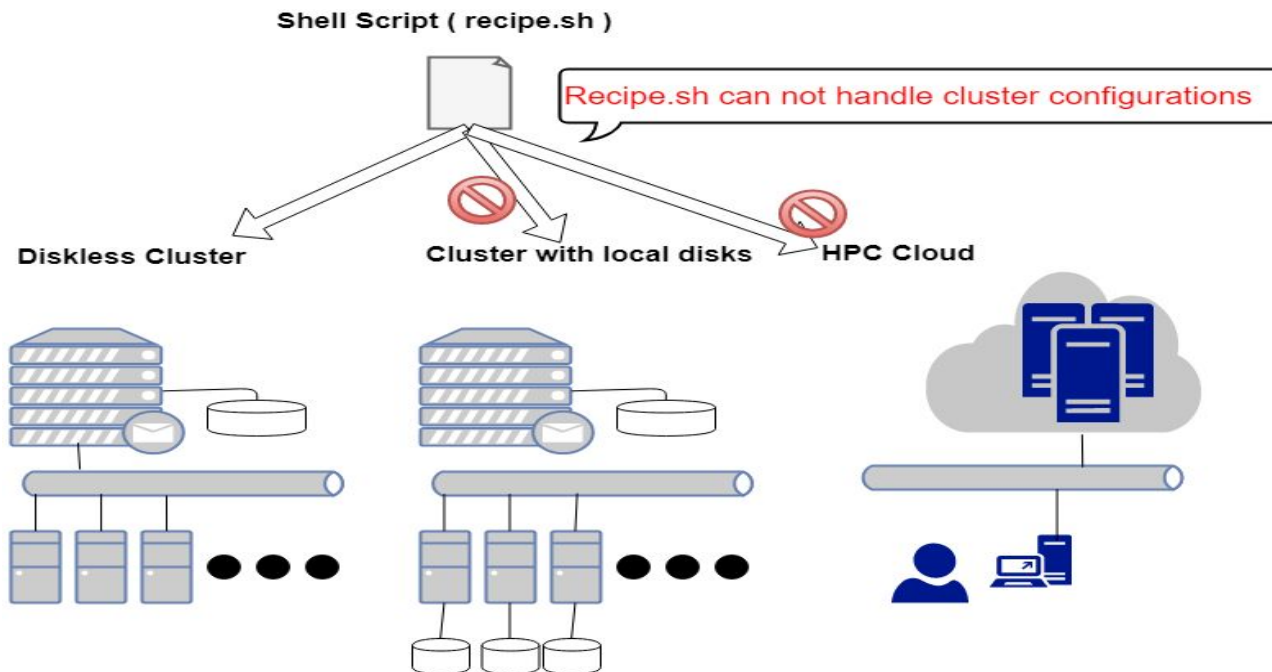 Shell Script ( recipe.sh )
Recipe.sh can not handle cluster configurations
Diskless Cluster
Cluster with local disks
HPC Cloud